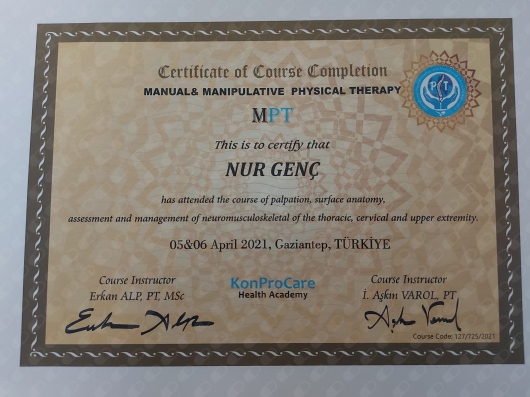 Certificate of Course Completion
MANUAL& MANIPULATIVE PHYSICAL THERAPY
MPT
This is to certify that
NUR GENÇ
has attended the course of palpation, surface anatomy,
assessment and management of neuromusculoskeletal of the thoracic, cervical and upper extremity.
05&06 April 2021, Gaziantep, TÜRKİYE
Course Instructor
Erkan ALP, PT, MSc
KonProCare
Health Academy
Course Instructor
İ. Aşkın VAROL, PT
Course Code: 127/725/2021